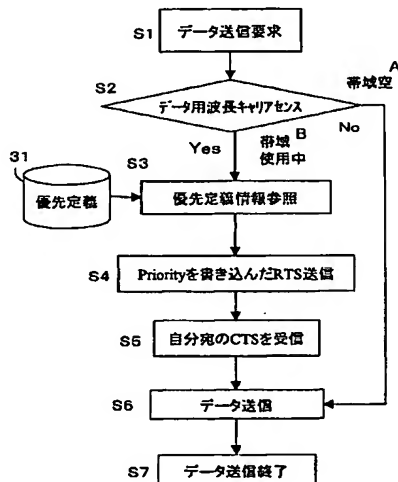 S1
データ送信要求
S2
A
帯域空
データ用波長キャリアセンス
No
Yes
B
帯域
使用中
31
S3
優先定義
優先定義情報参照
S4
Priorityを書き込んだRTS送信
S5
自分宛のCTSを受信
S6
データ送信
S7
データ送信終了